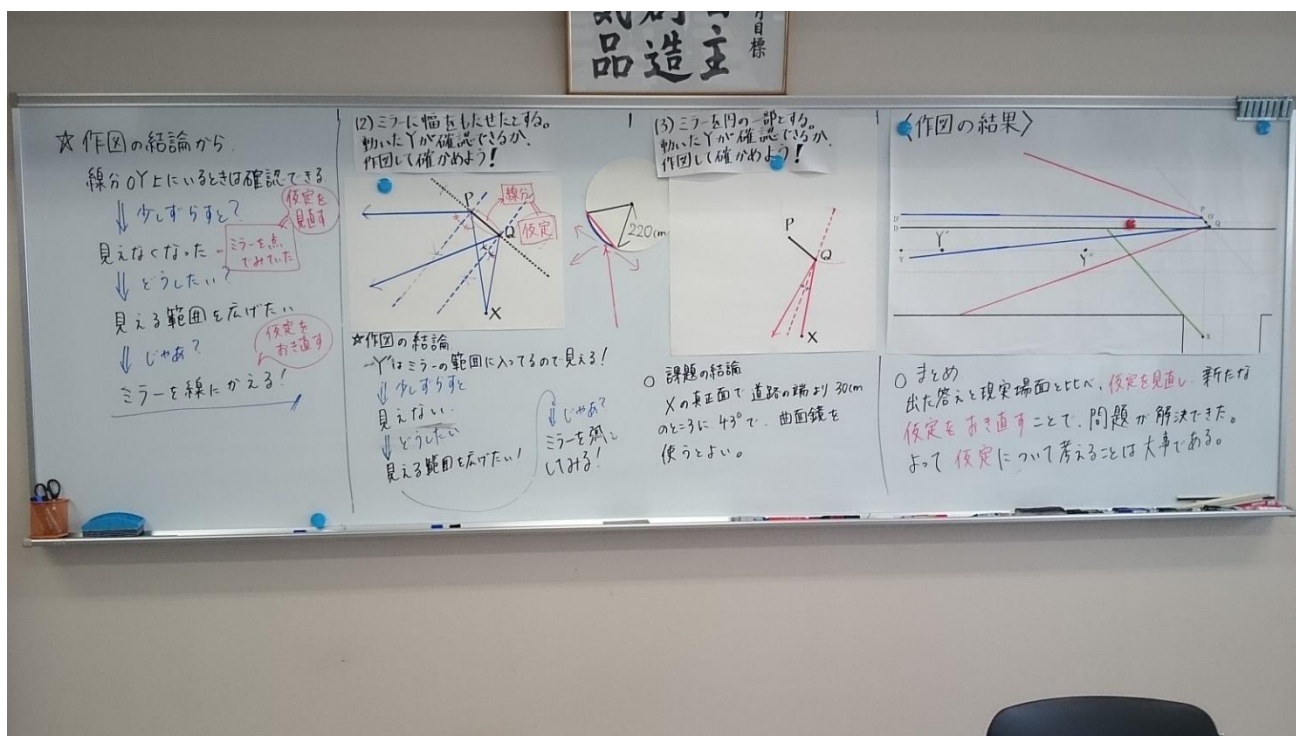 月目標
自主
創造
気品
☆作図の結論から
線分OY上にいるときは確認できる
⇓ 少しずらすと?
仮定を
見直す
見えなくなった
ミラーを点
でみていた
⇓ どうしたい?
見える範囲を広げたい
⇓ じゃあ?
仮定を
おき直す
ミラーを線にかえる!
(2)ミラーに幅をもたせたとする。
動いたYが確認できるか、
作図して確かめよう!
P
線分
仮定
Q
X
220cm
☆作図の結論
Y'はミラーの範囲に入ってるので見える!
⇓ 少しずらすと
見えない
⇓ どうしたい
見える範囲を広げたい!
⇓ じゃあ?
ミラーを弧に
してみる!
(3)ミラーを円の一部とする。
動いたYが確認できるか、
作図して確かめよう!
P
Q
X
○ 課題の結論
Xの真正面で道路の端より30cm
のところに43°で、曲面鏡を
使うとよい。
〈作図の結果〉
P
Q
D'
D
Y
Y'
Y''
X
○ まとめ
出た答えと現実場面と比べ、仮定を見直し、新たな
仮定をおき直すことで、問題が解決できた。
よって仮定について考えることは大事である。